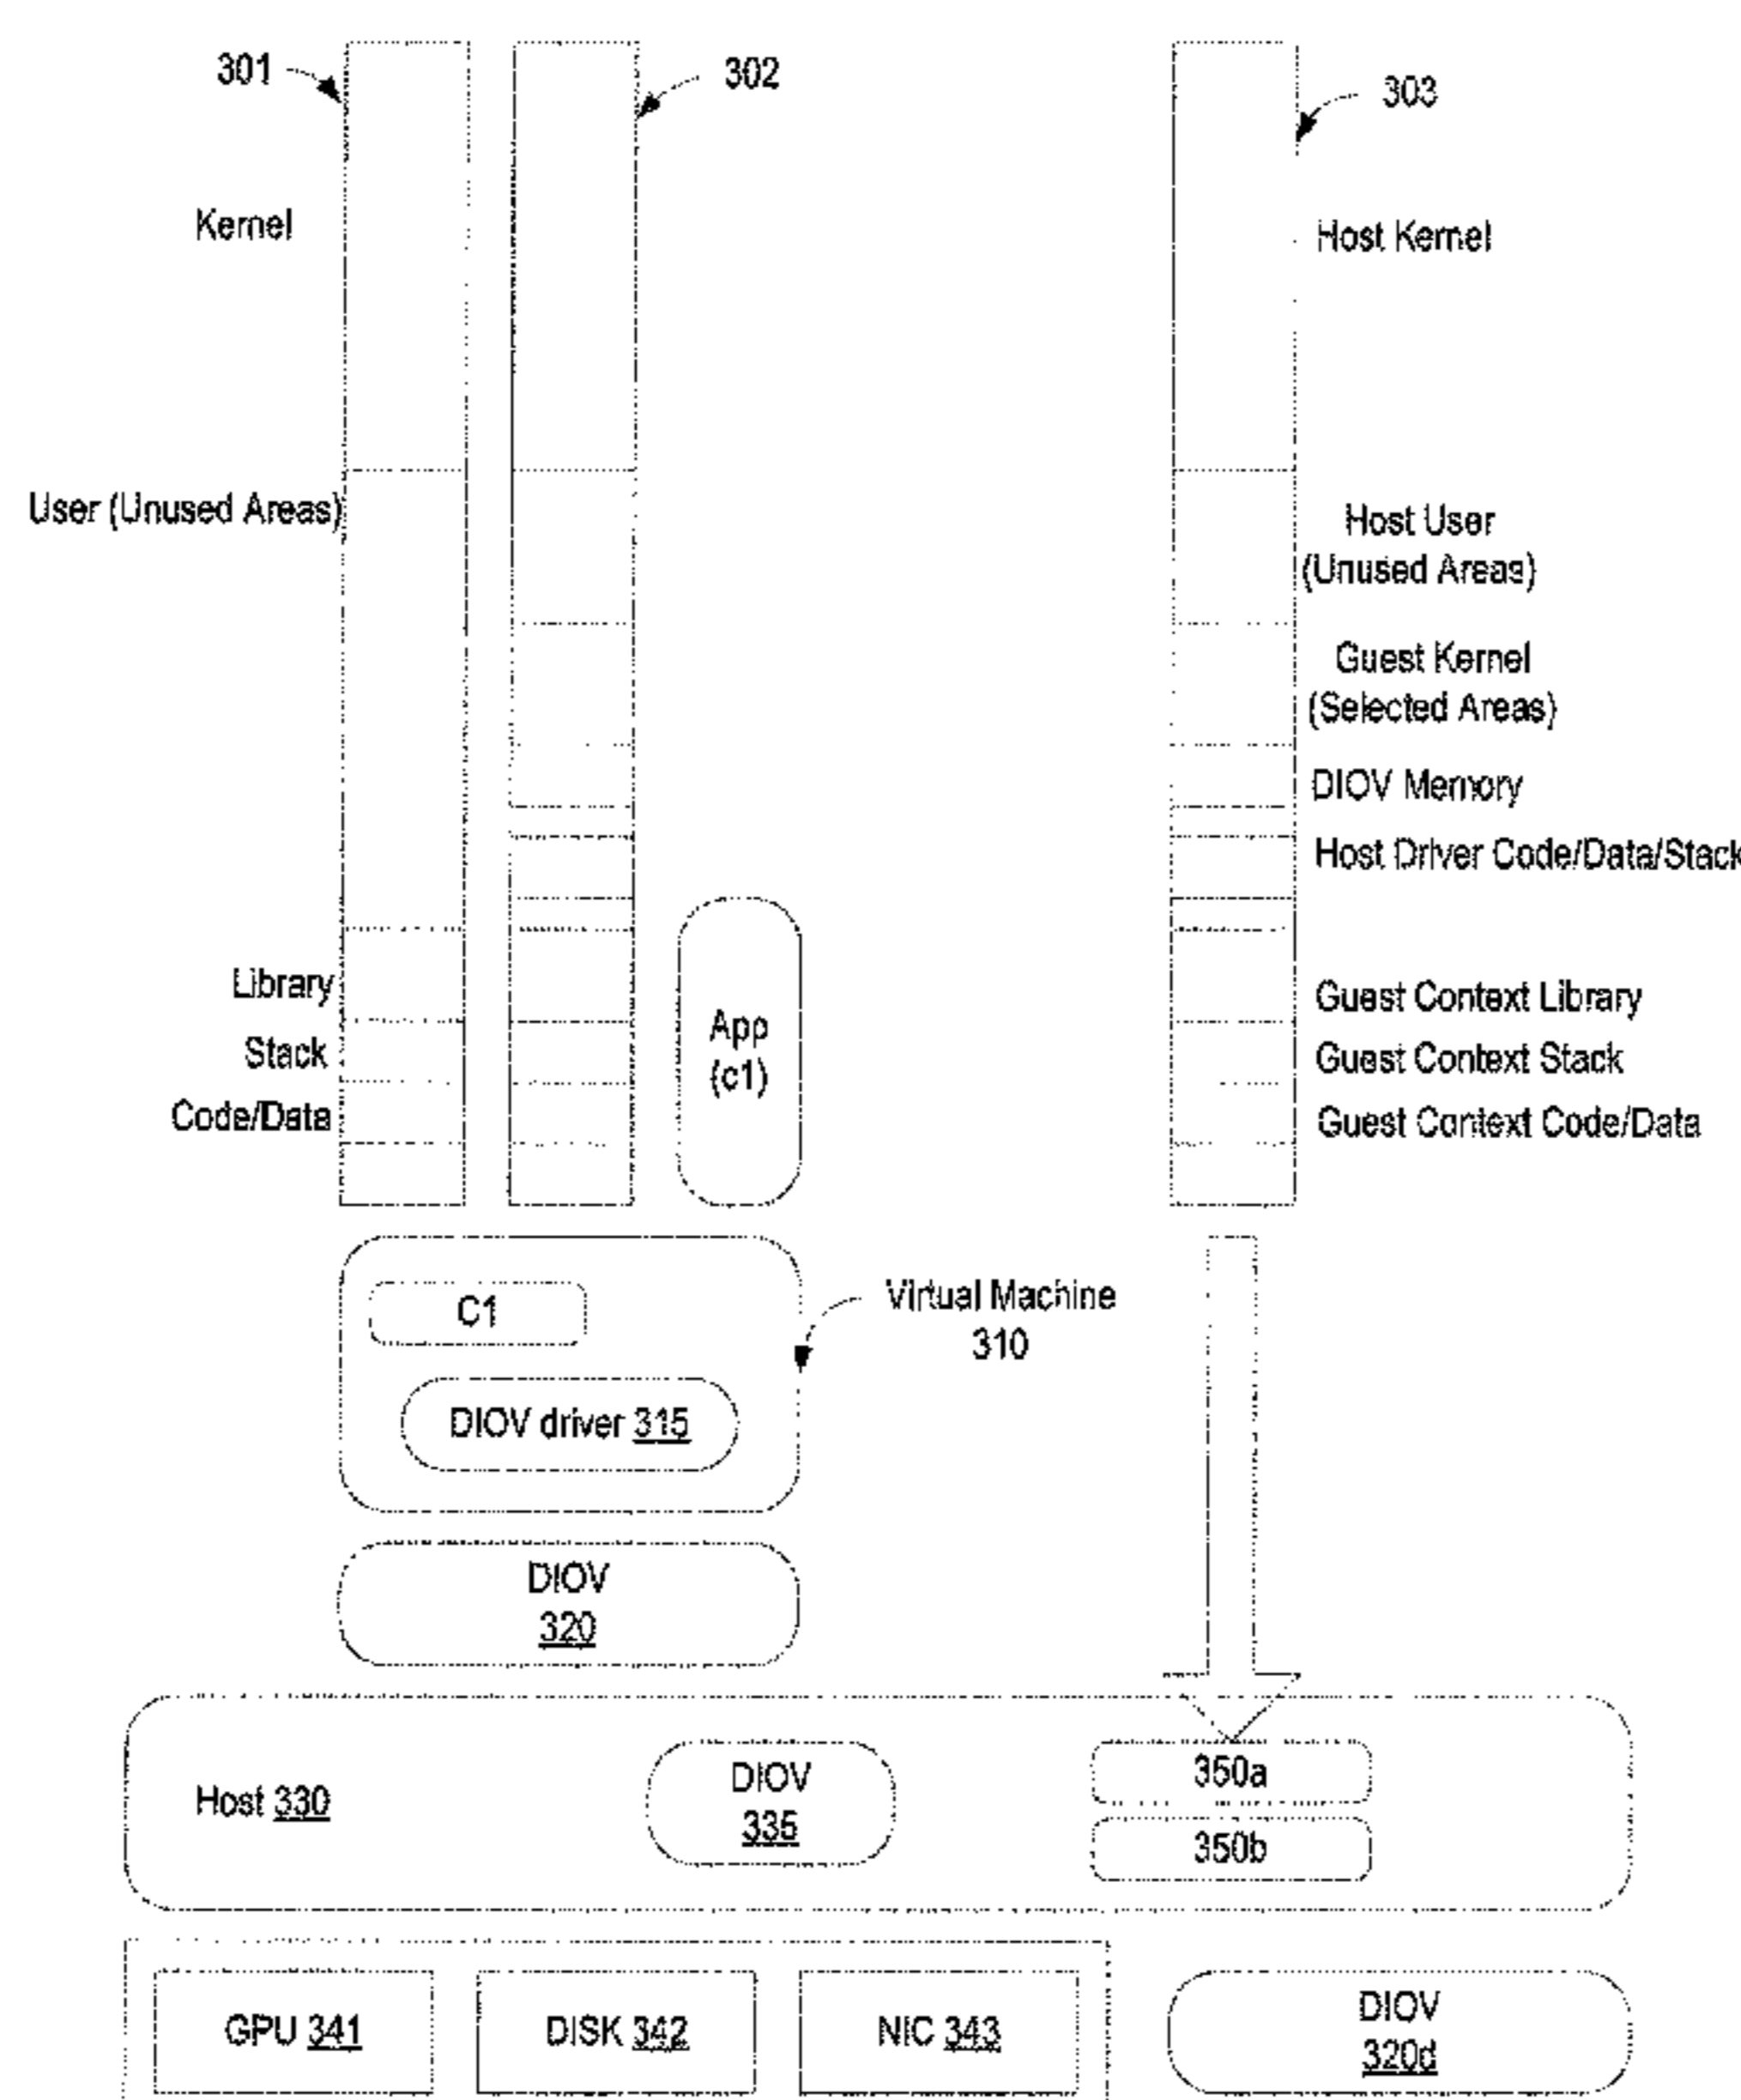 301
302
303
Kernel
Host Kernel
User (Unused Areas)
Host User
(Unused Areas)
Guest Kernel
(Selected Areas)
DIOV Memory
Host Driver Code/Data/Stack
Library
Guest Context Library
App
(c1)
Stack
Guest Context Stack
Code/Data
Guest Context Code/Data
C1
Virtual Machine
310
DIOV driver 315
DIOV
320
Host 330
DIOV
335
350a
350b
GPU 341
DISK 342
NIC 343
DIOV
320d